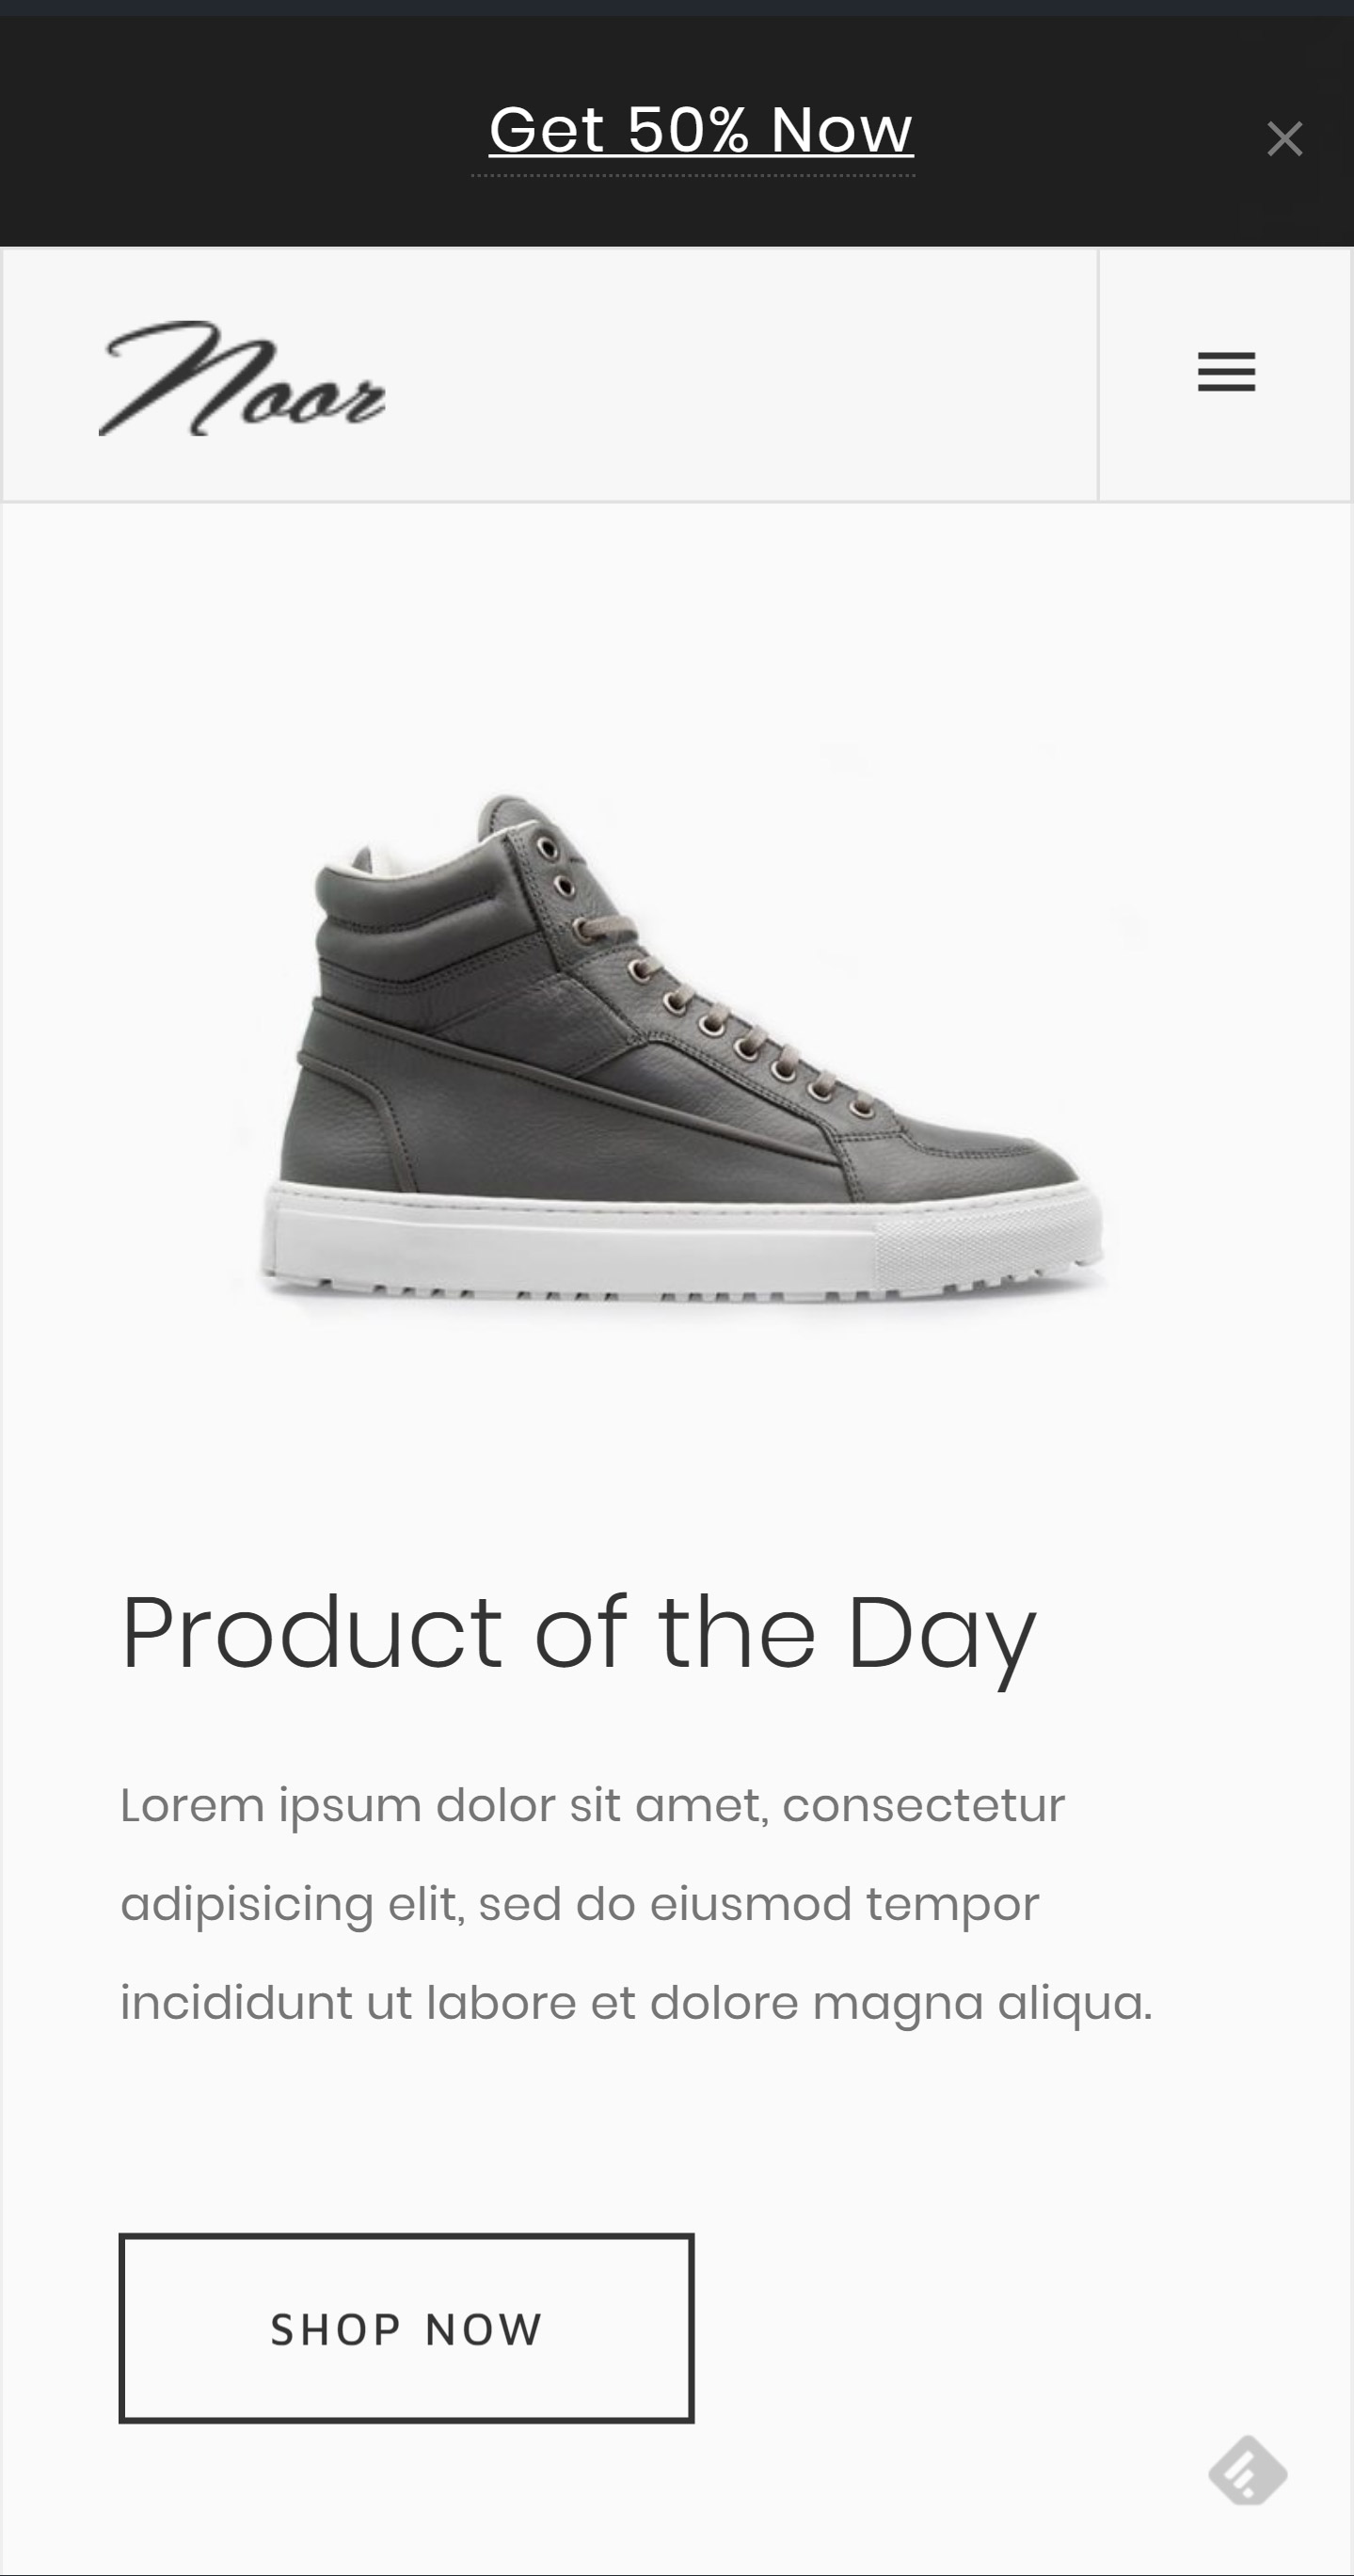 Get 50% Now
Noor
Product of the Day
Lorem ipsum dolor sit amet, consectetur
adipisicing elit, sed do eiusmod tempor
incididunt ut labore et dolore magna aliqua.
SHOP NOW